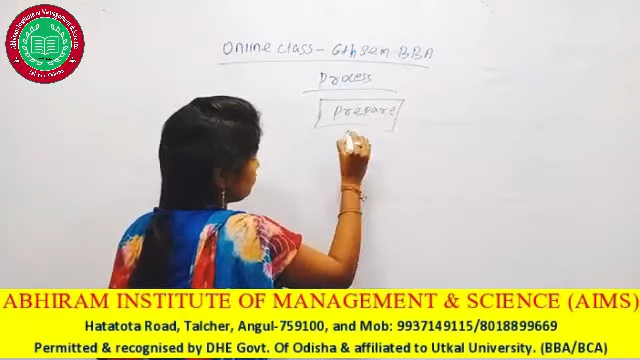 Online class - 6th sem BBA
Process
Prepare
ABHIRAM INSTITUTE OF MANAGEMENT & SCIENCE (AIMS)
Hatatota Road, Talcher, Angul-759100, and Mob: 9937149115/8018899669
Permitted & recognised by DHE Govt. Of Odisha & affiliated to Utkal University. (BBA/BCA)